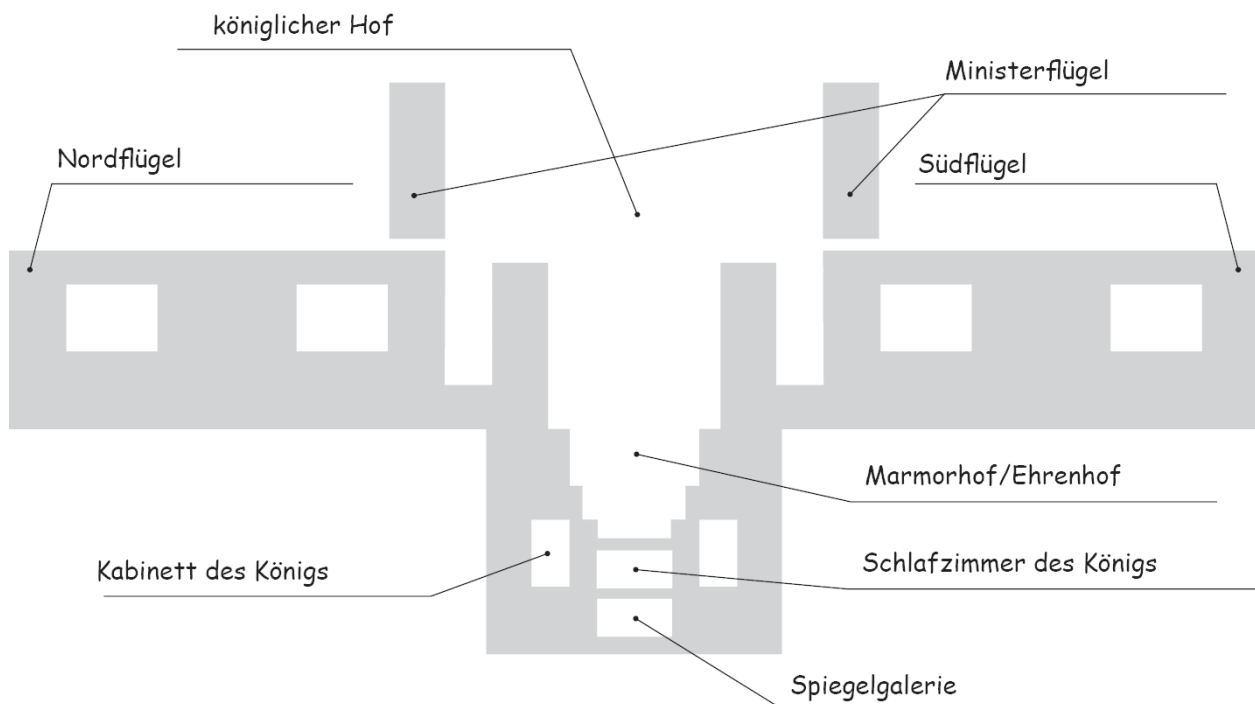 königlicher Hof
Ministerflügel
Nordflügel
Südflügel
Marmorhof/Ehrenhof
Kabinett des Königs
Schlafzimmer des Königs
Spiegelgalerie